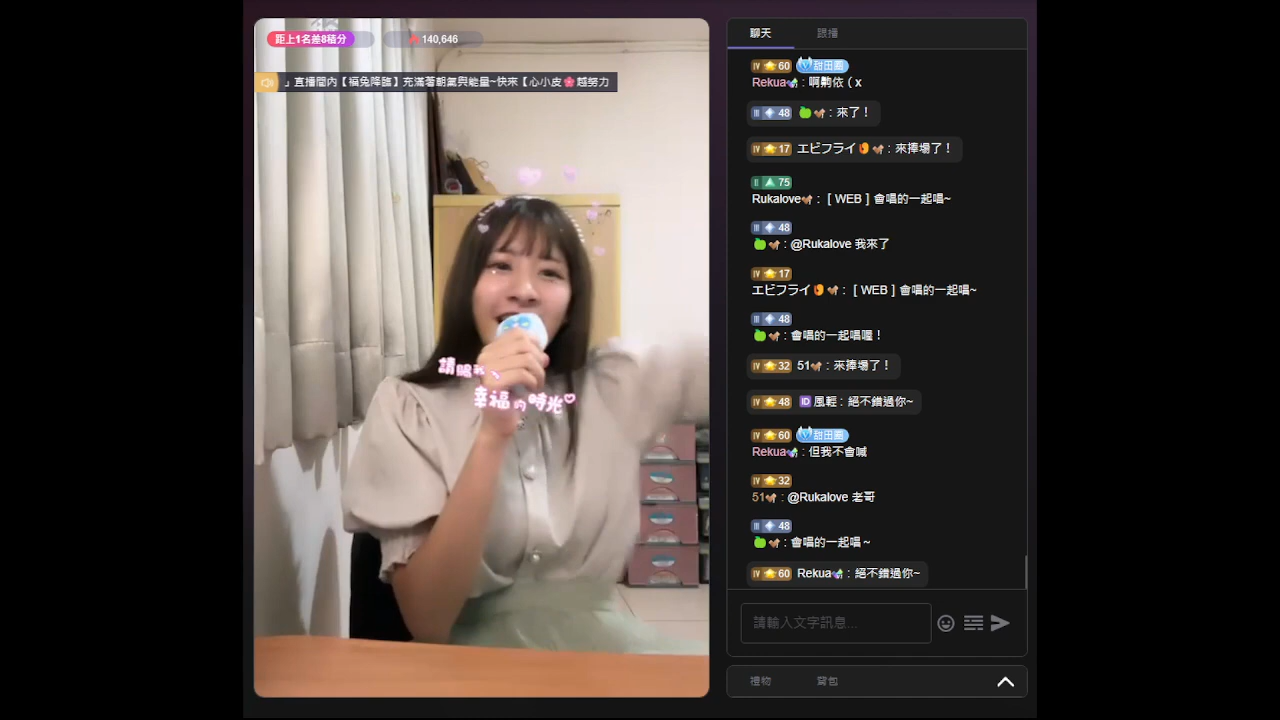 距上1名差8積分
140,646
」直播間內【福兔降臨】充滿著朝氣與能量~快來【心小皮🌸越努力
請賜我、
幸福的時光♡
聊天
跟播
IV ⭐ 60 甜田圈
Rekua: 啊勒依 ( x
III 48 🍏: 來了！
IV ⭐ 17 エビフライ🍤: 來捧場了！
II 75
Rukalove: [ WEB ] 會唱的一起唱~
III 48
🍏: @Rukalove 我來了
IV ⭐ 17
エビフライ🍤: [ WEB ] 會唱的一起唱~
III 48
🍏: 會唱的一起唱喔！
IV ⭐ 32 51: 來捧場了！
IV ⭐ 48 🆔風輕: 絕不錯過你~
IV ⭐ 60 甜田圈
Rekua: 但我不會喊
IV ⭐ 32
51: @Rukalove 老哥
III 48
🍏: 會唱的一起唱～
IV ⭐ 60 Rekua: 絕不錯過你~
請輸入文字訊息...
禮物
背包